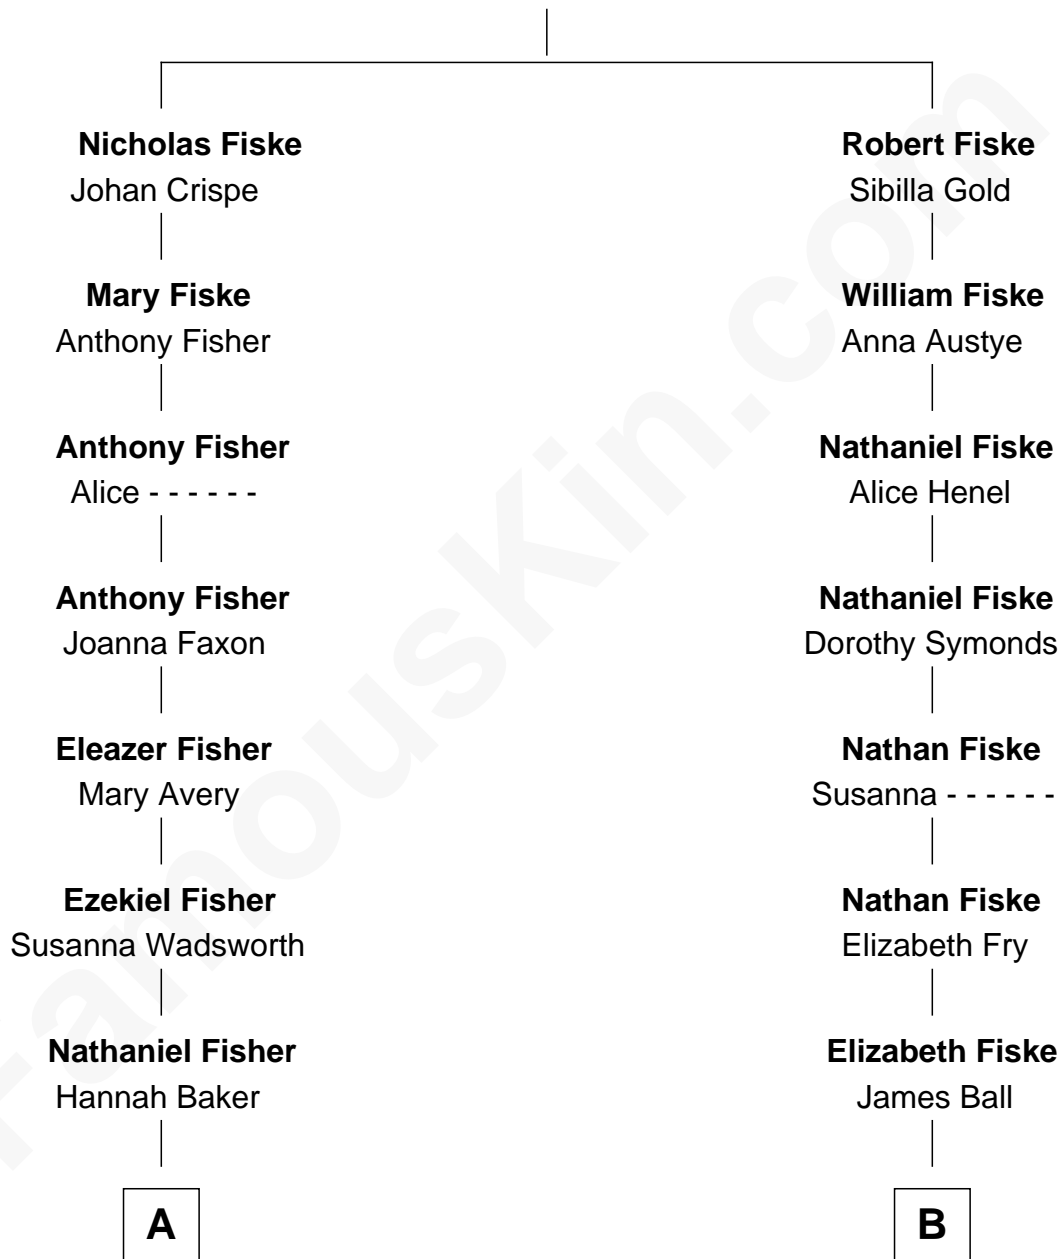 Nicholas Fiske
Johan Crispe
Mary Fiske
Anthony Fisher
Anthony Fisher
Alice - - - - - -
Anthony Fisher
Joanna Faxon
Eleazer Fisher
Mary Avery
Ezekiel Fisher
Susanna Wadsworth
Nathaniel Fisher
Hannah Baker
A
Robert Fiske
Sibilla Gold
William Fiske
Anna Austye
Nathaniel Fiske
Alice Henel
Nathaniel Fiske
Dorothy Symonds
Nathan Fiske
Susanna - - - - - -
Nathan Fiske
Elizabeth Fry
Elizabeth Fiske
James Ball
B
FamousKin.com